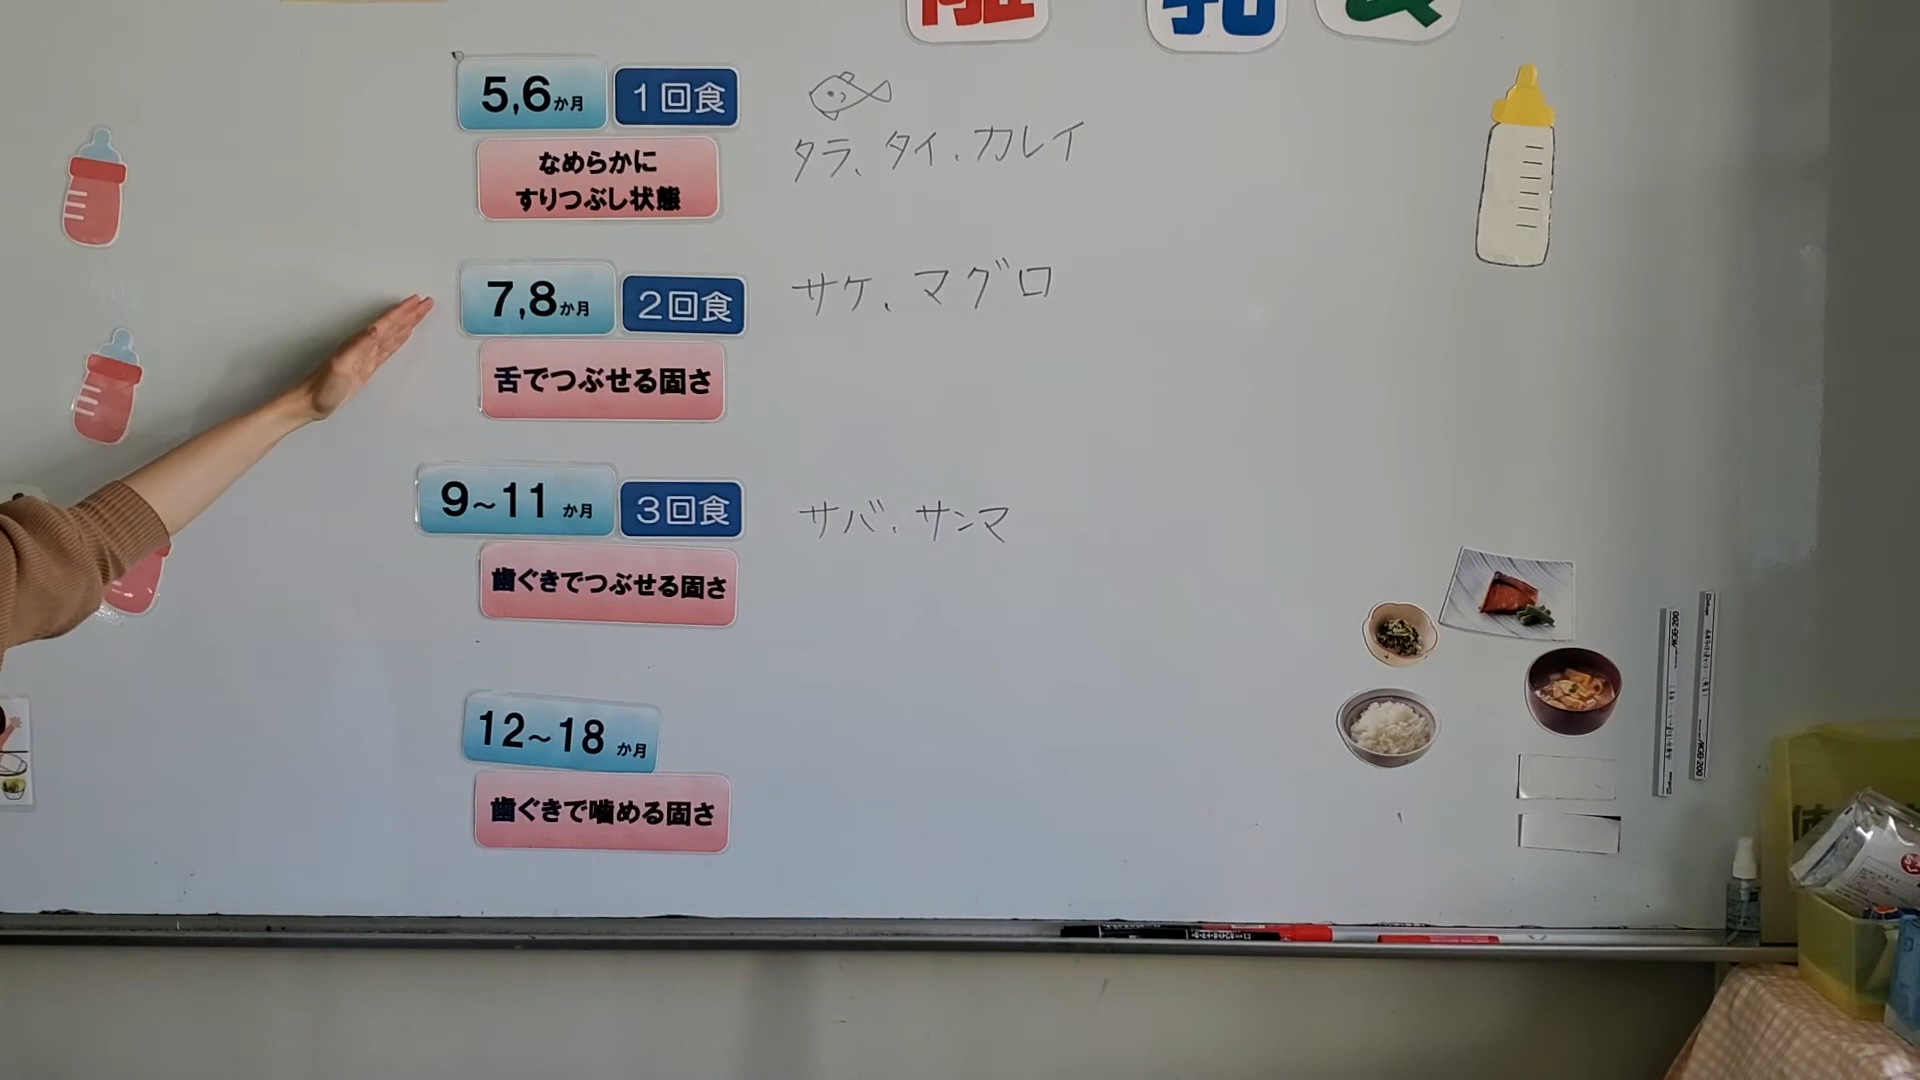 離 乳 食
5,6か月 1回食
タラ、タイ、カレイ
なめらかに
すりつぶし状態
7,8か月 2回食
サケ、マグロ
舌でつぶせる固さ
9~11か月 3回食
サバ、サンマ
歯ぐきでつぶせる固さ
12~18か月
歯ぐきで噛める固さ